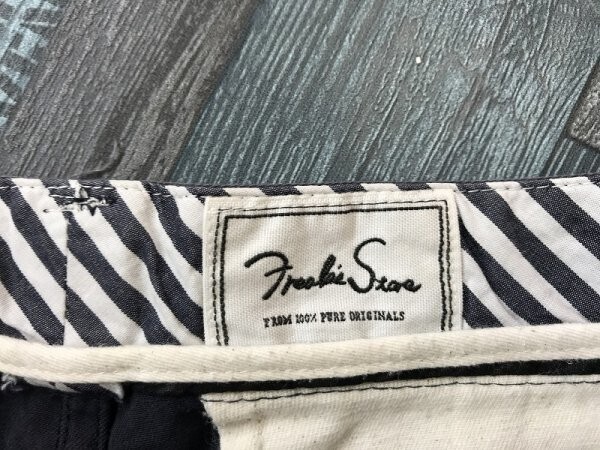 Freak's Store
FROM 100% PURE ORIGINALS